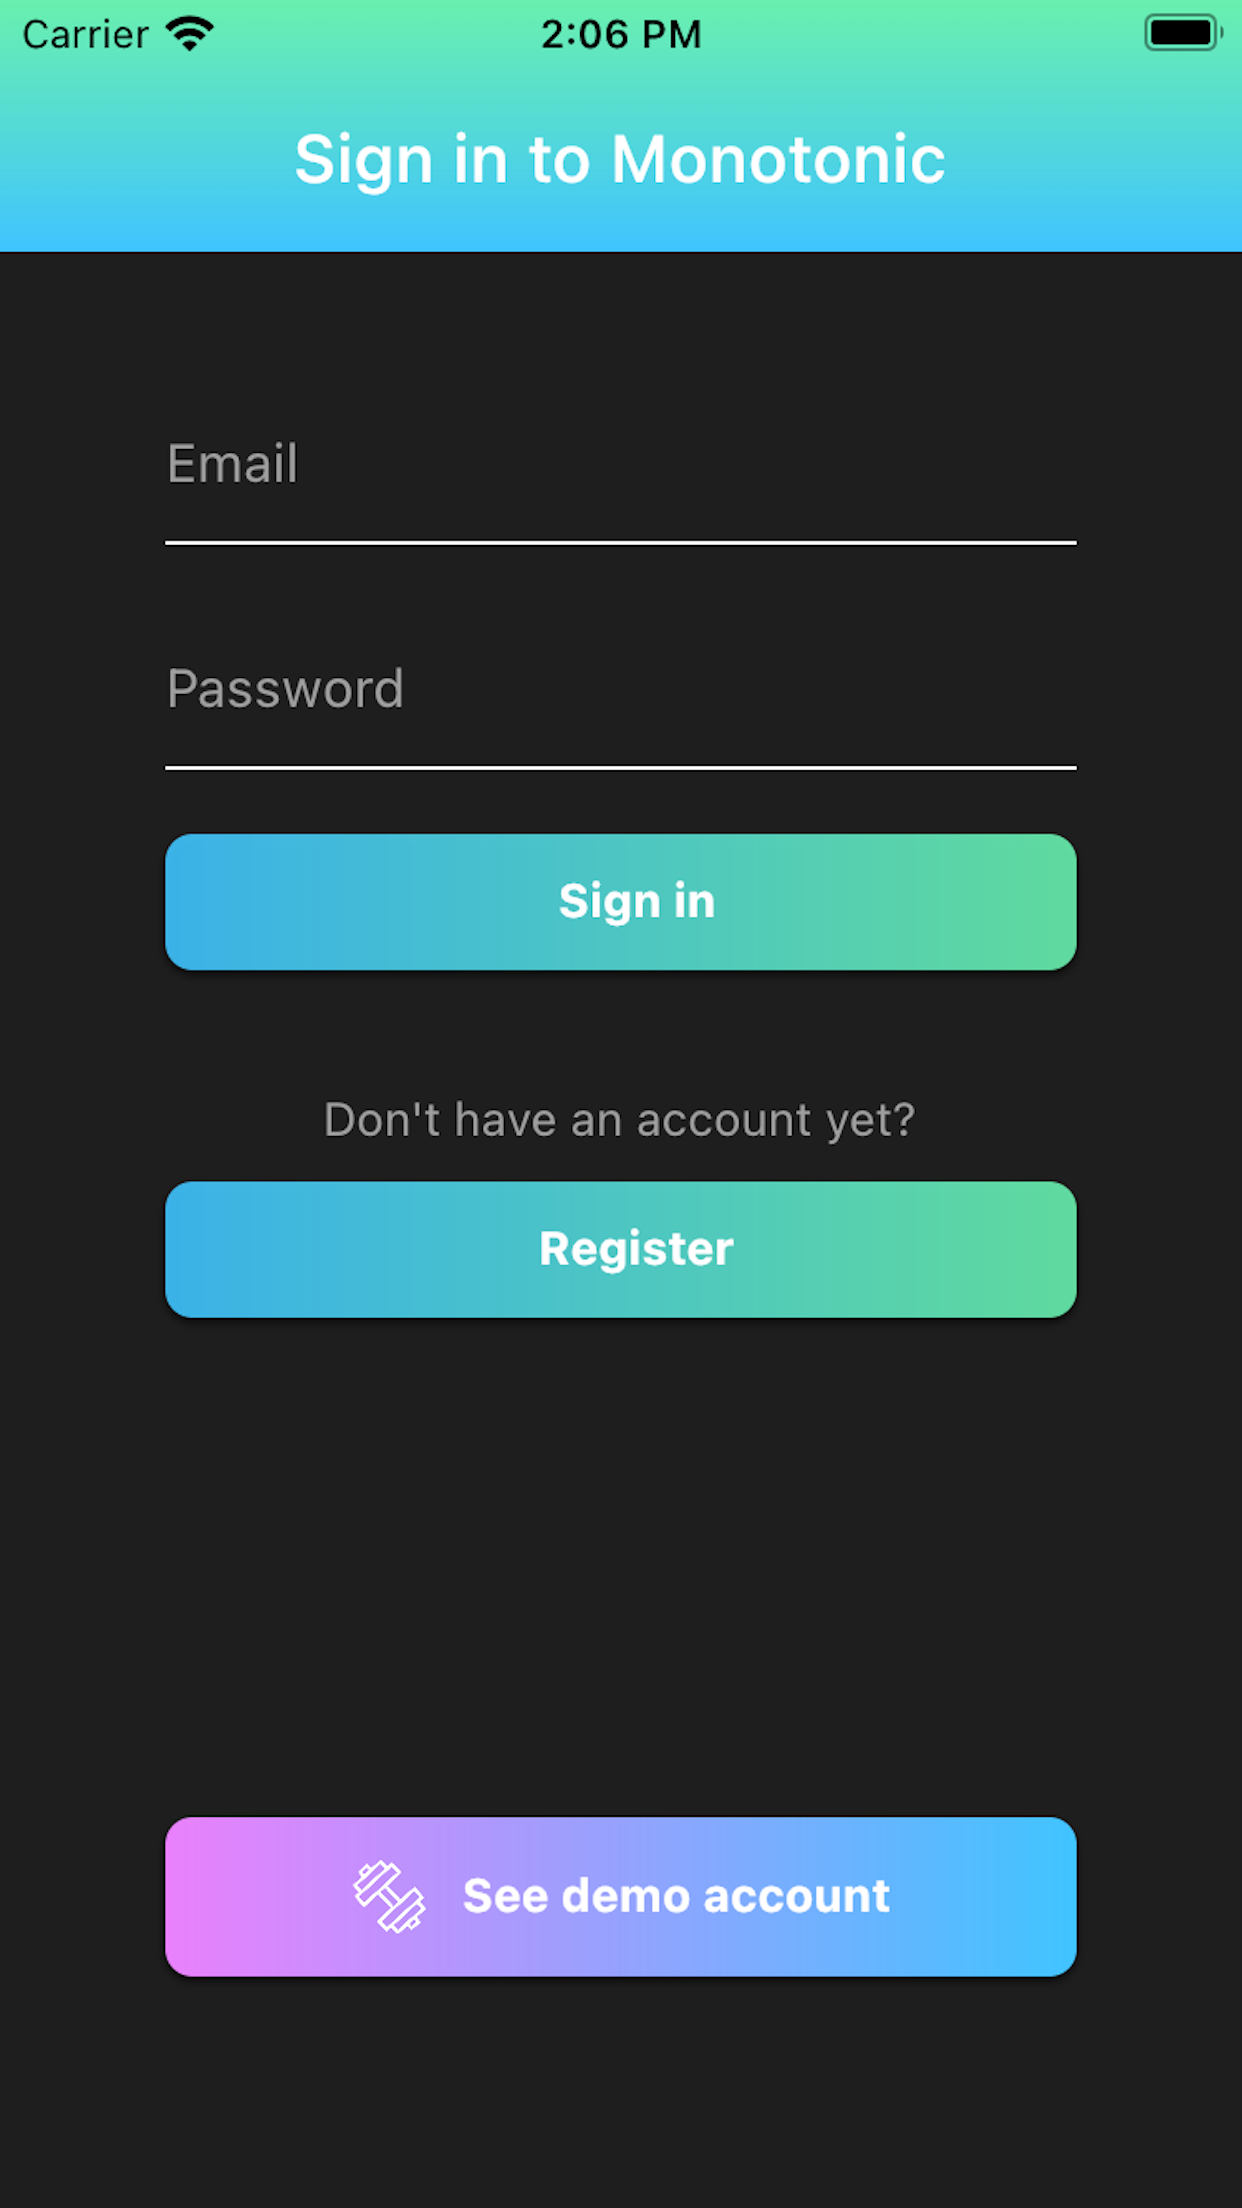 Carrier 2:06 PM
Sign in to Monotonic
Email
Password
Sign in
Don't have an account yet?
Register
See demo account